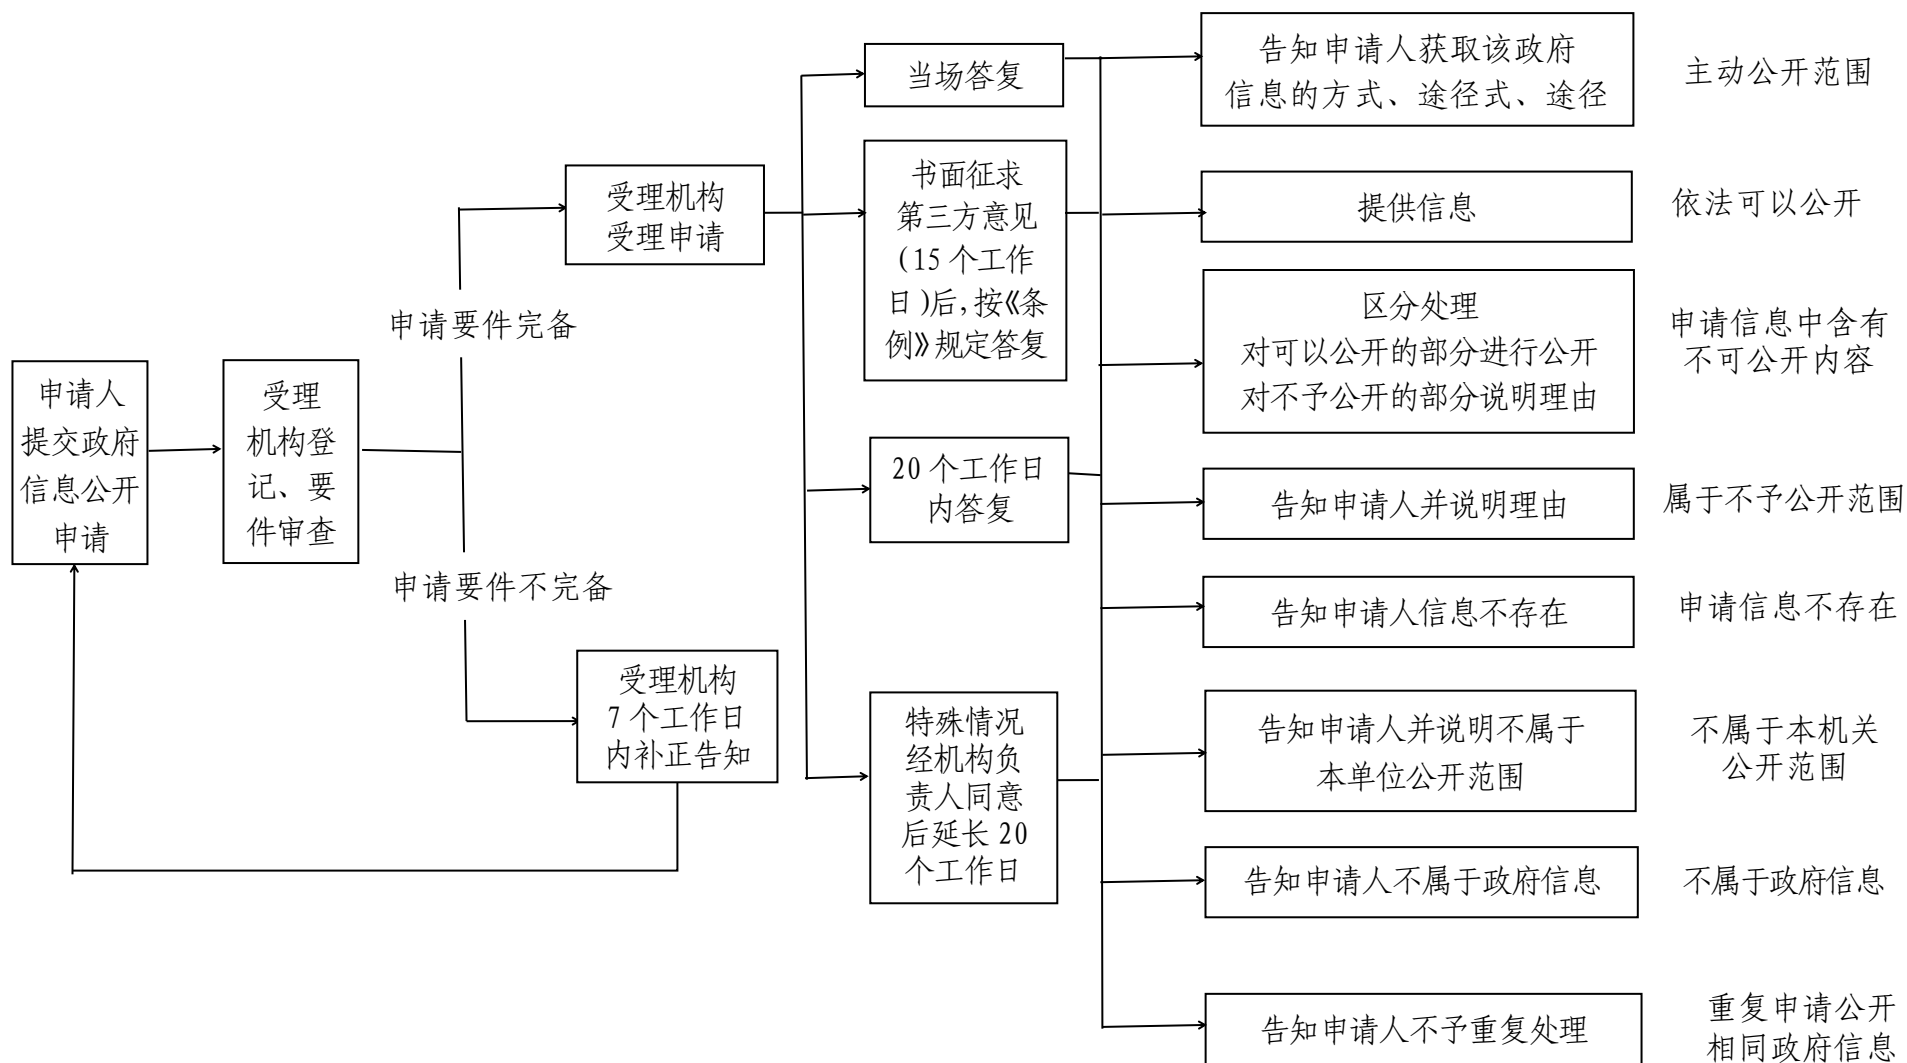 申请人
提交政府
信息公开
申请
受理
机构登
记、要
件审查
申请要件完备
申请要件不完备
受理机构
受理申请
受理机构
7个工作日
内补正告知
当场答复
书面征求
第三方意见
(15个工作
日)后,按《条
例》规定答复
20个工作日
内答复
特殊情况
经机构负
责人同意
后延长20
个工作日
告知申请人获取该政府
信息的方式、途径式、途径
主动公开范围
提供信息
依法可以公开
区分处理
对可以公开的部分进行公开
对不予公开的部分说明理由
申请信息中含有
不可公开内容
告知申请人并说明理由
属于不予公开范围
告知申请人信息不存在
申请信息不存在
告知申请人并说明不属于
本单位公开范围
不属于本机关
公开范围
告知申请人不属于政府信息
不属于政府信息
告知申请人不予重复处理
重复申请公开
相同政府信息